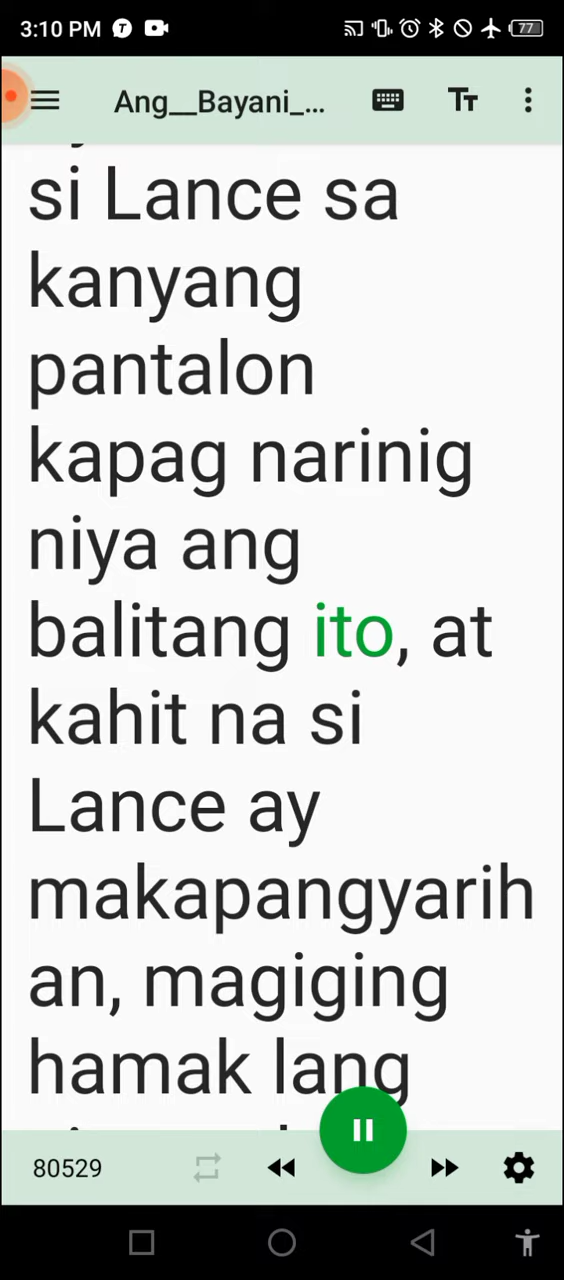 3:10 PM
77
Ang__Bayani_...
si Lance sa
kanyang
pantalon
kapag narinig
niya ang
balitang ito, at
kahit na si
Lance ay
makapangyarih
an, magiging
hamak lang
80529